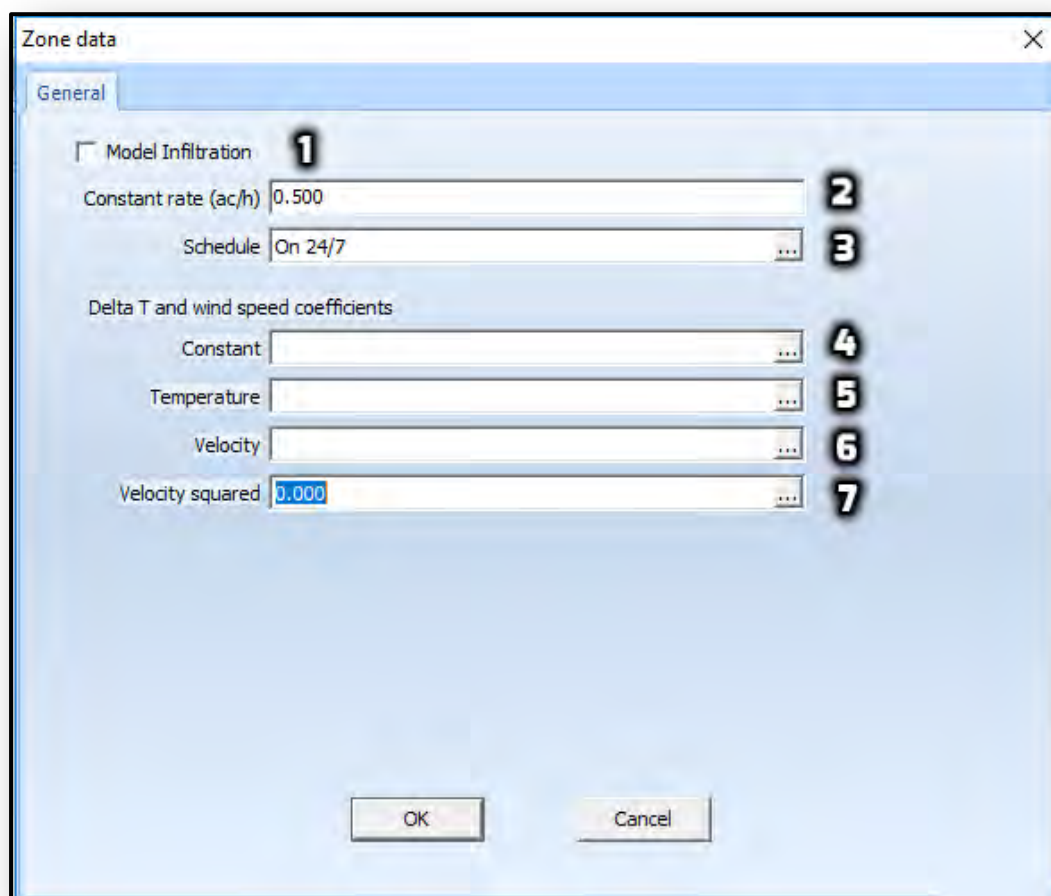 Zone data
General
Model Infiltration 1
Constant rate (ac/h) 0.500 2
Schedule On 24/7 ... 3
Delta T and wind speed coefficients
Constant ... 4
Temperature ... 5
Velocity ... 6
Velocity squared 0.000 ... 7
OK Cancel